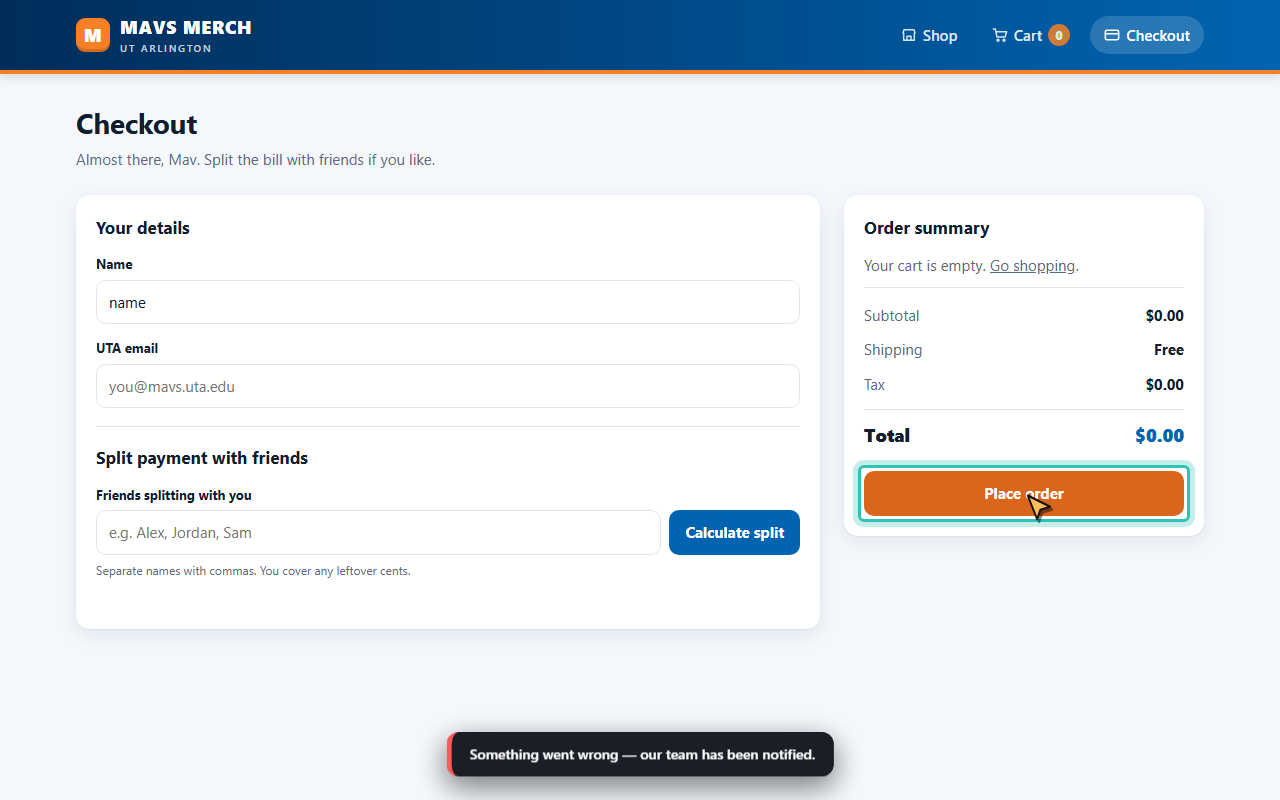 M
MAVS MERCH
UT ARLINGTON
Shop
Cart 0
Checkout
Checkout
Almost there, Mav. Split the bill with friends if you like.
Your details
Name
name
UTA email
you@mavs.uta.edu
Split payment with friends
Friends splitting with you
e.g. Alex, Jordan, Sam
Calculate split
Separate names with commas. You cover any leftover cents.
Order summary
Your cart is empty. Go shopping.
Subtotal $0.00
Shipping Free
Tax $0.00
Total $0.00
Place order
Something went wrong — our team has been notified.